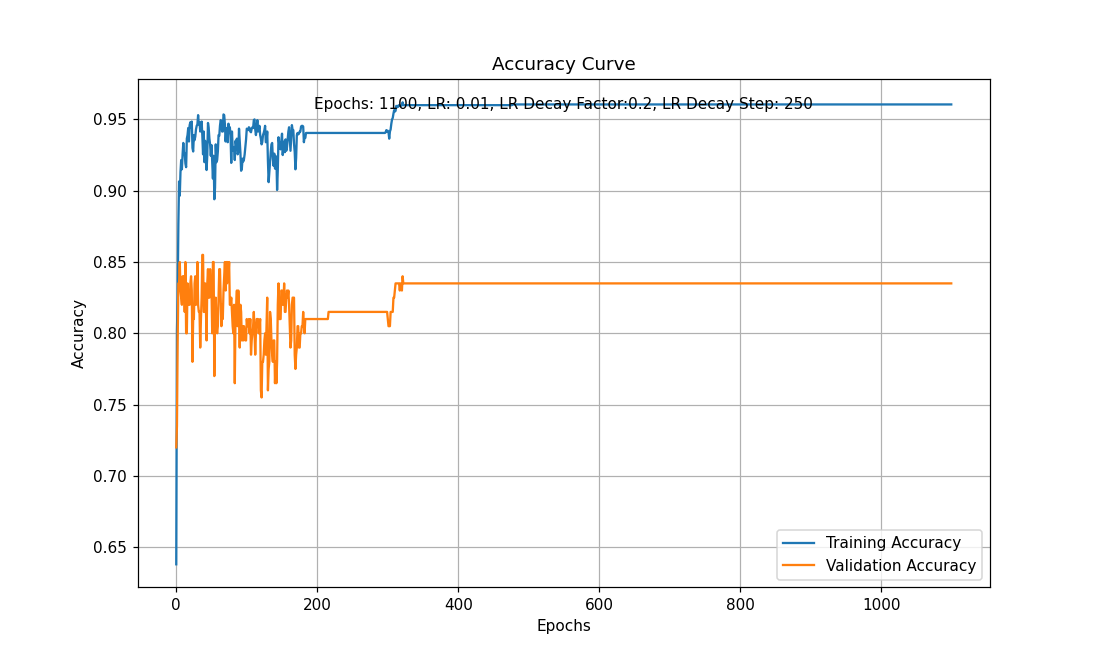 Accuracy Curve
Epochs: 1100, LR: 0.01, LR Decay Factor:0.2, LR Decay Step: 250
0.95
0.90
0.85
0.80
0.75
0.70
0.65
Accuracy
Training Accuracy
Validation Accuracy
0 200 400 600 800 1000
Epochs